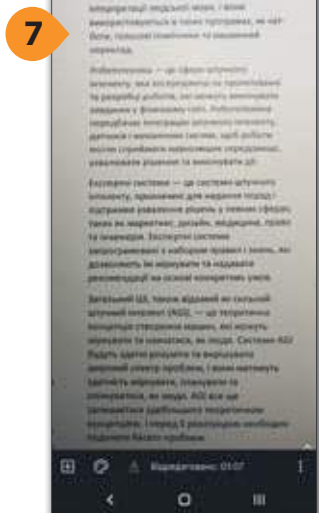 7
інтерпретації людської мови, і вона
використовуються в таких програмах, як чат-
боти, голосові помічники та машинний
переклад.
Робототехніка — це сфера штучного
інтелекту, яка зосереджена на проектуванні
та розробці роботів, які можуть виконувати
завдання у фізичному світі. Робототехніка
передбачає інтеграцію штучного інтелекту,
датчиків і механічних систем, щоб роботи
могли сприймати навколишнє середовище,
ухвалювати рішення та виконувати дії.
Експертні системи — це системи штучного
інтелекту, призначені для надання порад і
підтримки ухвалення рішень у певних сферах,
таких як маркетинг, дизайн, медицина, право
та інженерія. Експертні системи
запрограмовані з набором правил і знань, які
дозволяють їм міркувати та надавати
рекомендації на основі конкретних умов.
Загальний ШІ, також відомий як сильний
штучний інтелект (AGI), — це теоретична
концепція створення машин, які можуть
міркувати та навчатися, як люди. Системи AGI
будуть здатні розуміти та вирішувати
широкий спектр проблем, і вони матимуть
здатність міркувати, планувати та
спілкуватися, як люди. AGI все ще
залишається здебільшого теоретичною
концепцією, і перед її реалізацією необхідно
подолати багато проблем.
Відредаговано: 01:07